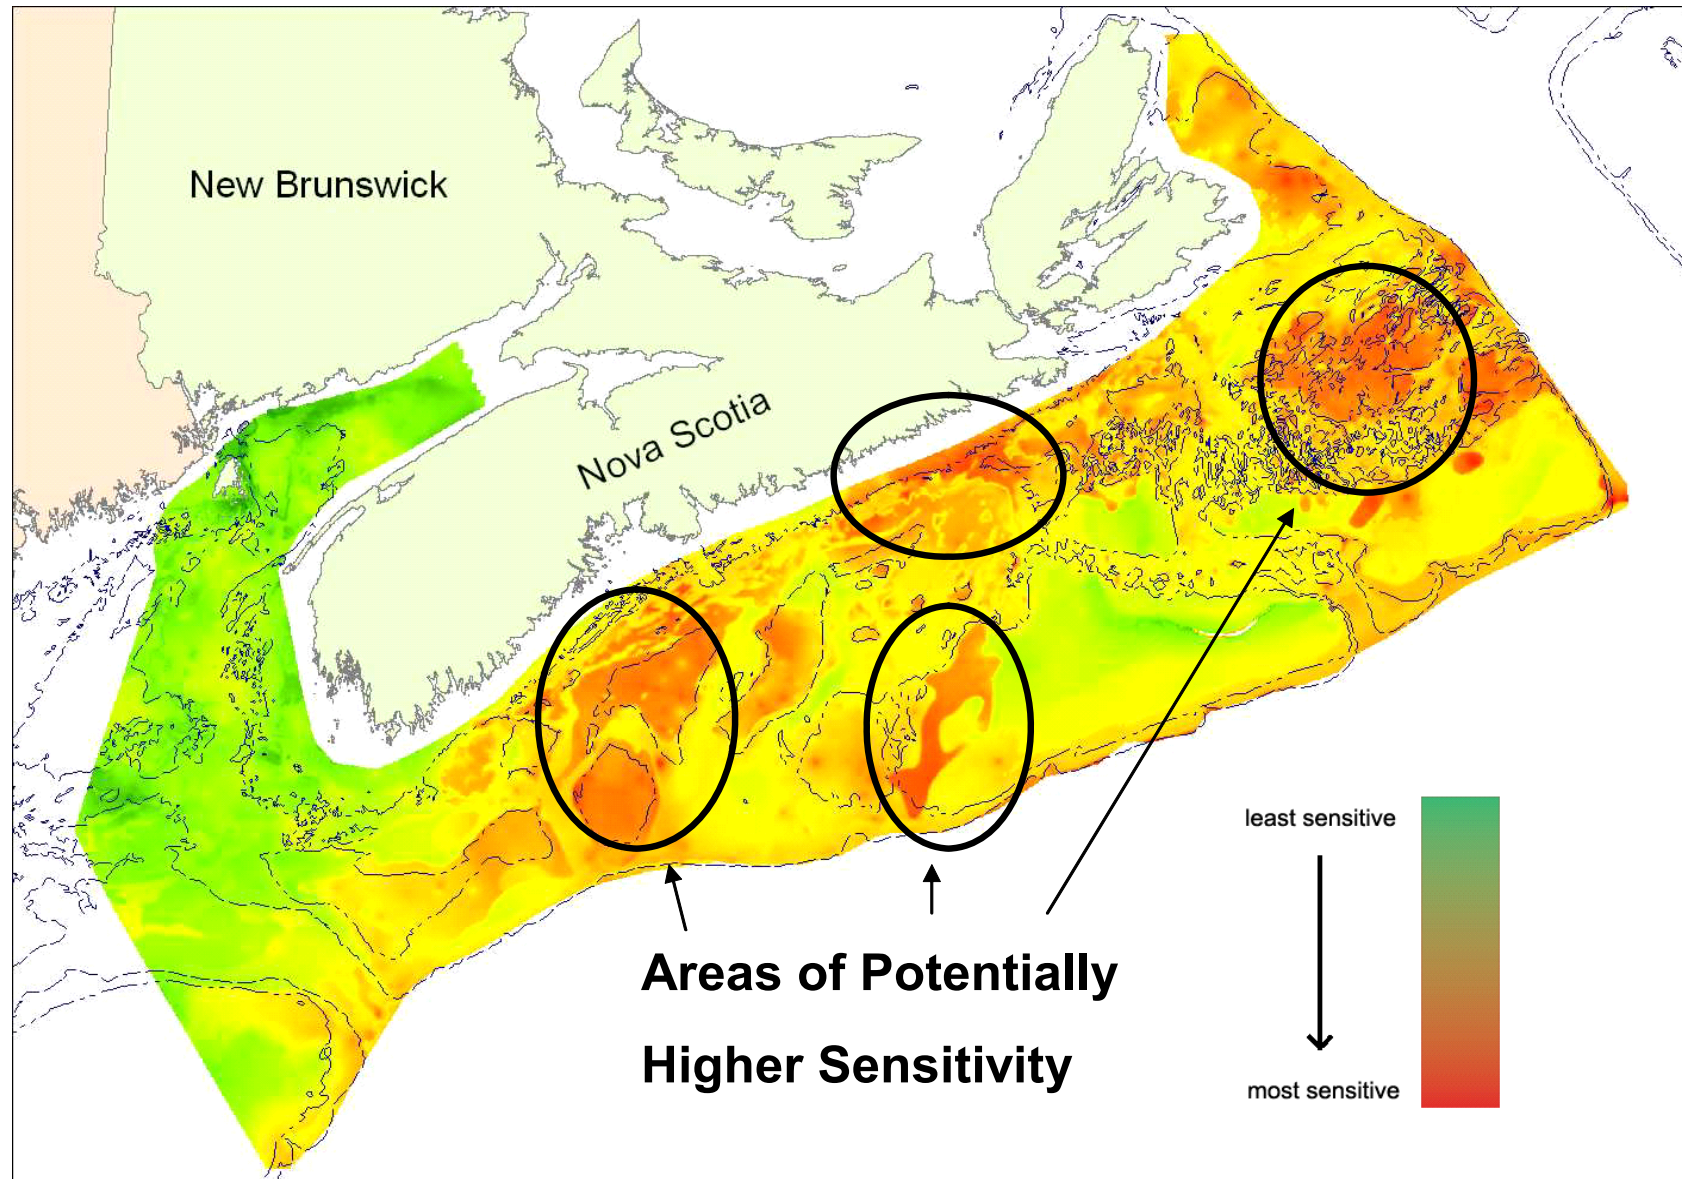 New Brunswick
Nova Scotia
least sensitive
most sensitive
Areas of Potentially
Higher Sensitivity